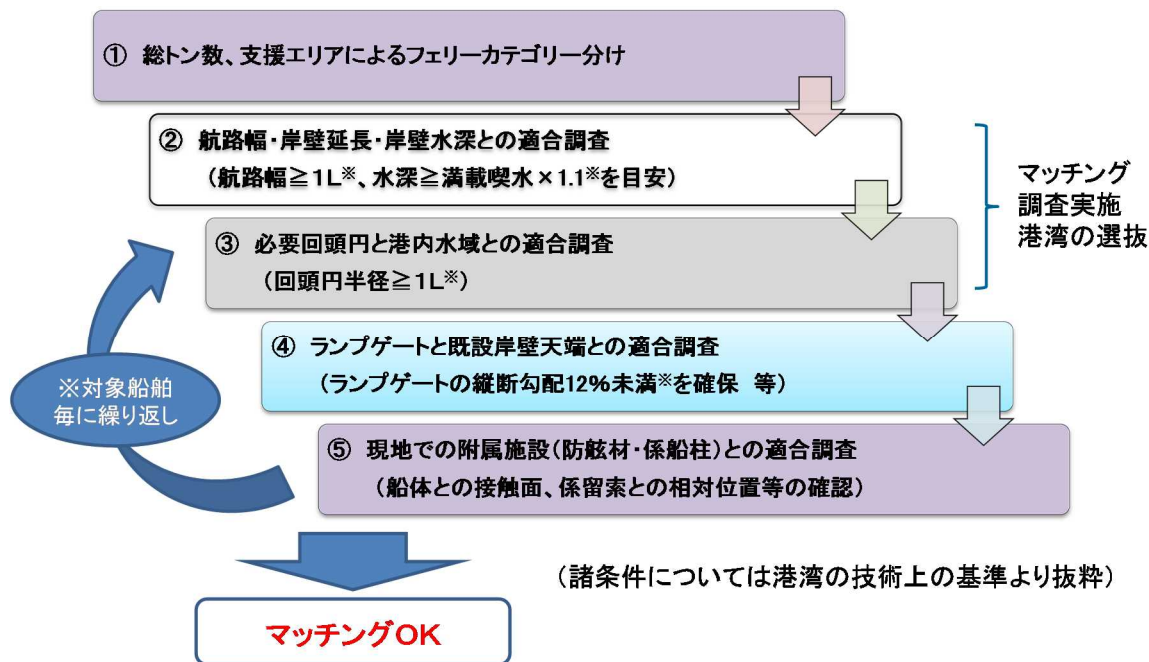 ① 総トン数、支援エリアによるフェリーカテゴリー分け
② 航路幅・岸壁延長・岸壁水深との適合調査
（航路幅≧1L※、水深≧満載喫水×1.1※を目安）
マッチング
調査実施
港湾の選抜
③ 必要回頭円と港内水域との適合調査
（回頭円半径≧1L※）
④ ランプゲートと既設岸壁天端との適合調査
（ランプゲートの縦断勾配12％未満※を確保 等）
※対象船舶
毎に繰り返し
⑤ 現地での附属施設（防舷材・係船柱）との適合調査
（船体との接触面、係留索との相対位置等の確認）
（諸条件については港湾の技術上の基準より抜粋）
マッチングOK